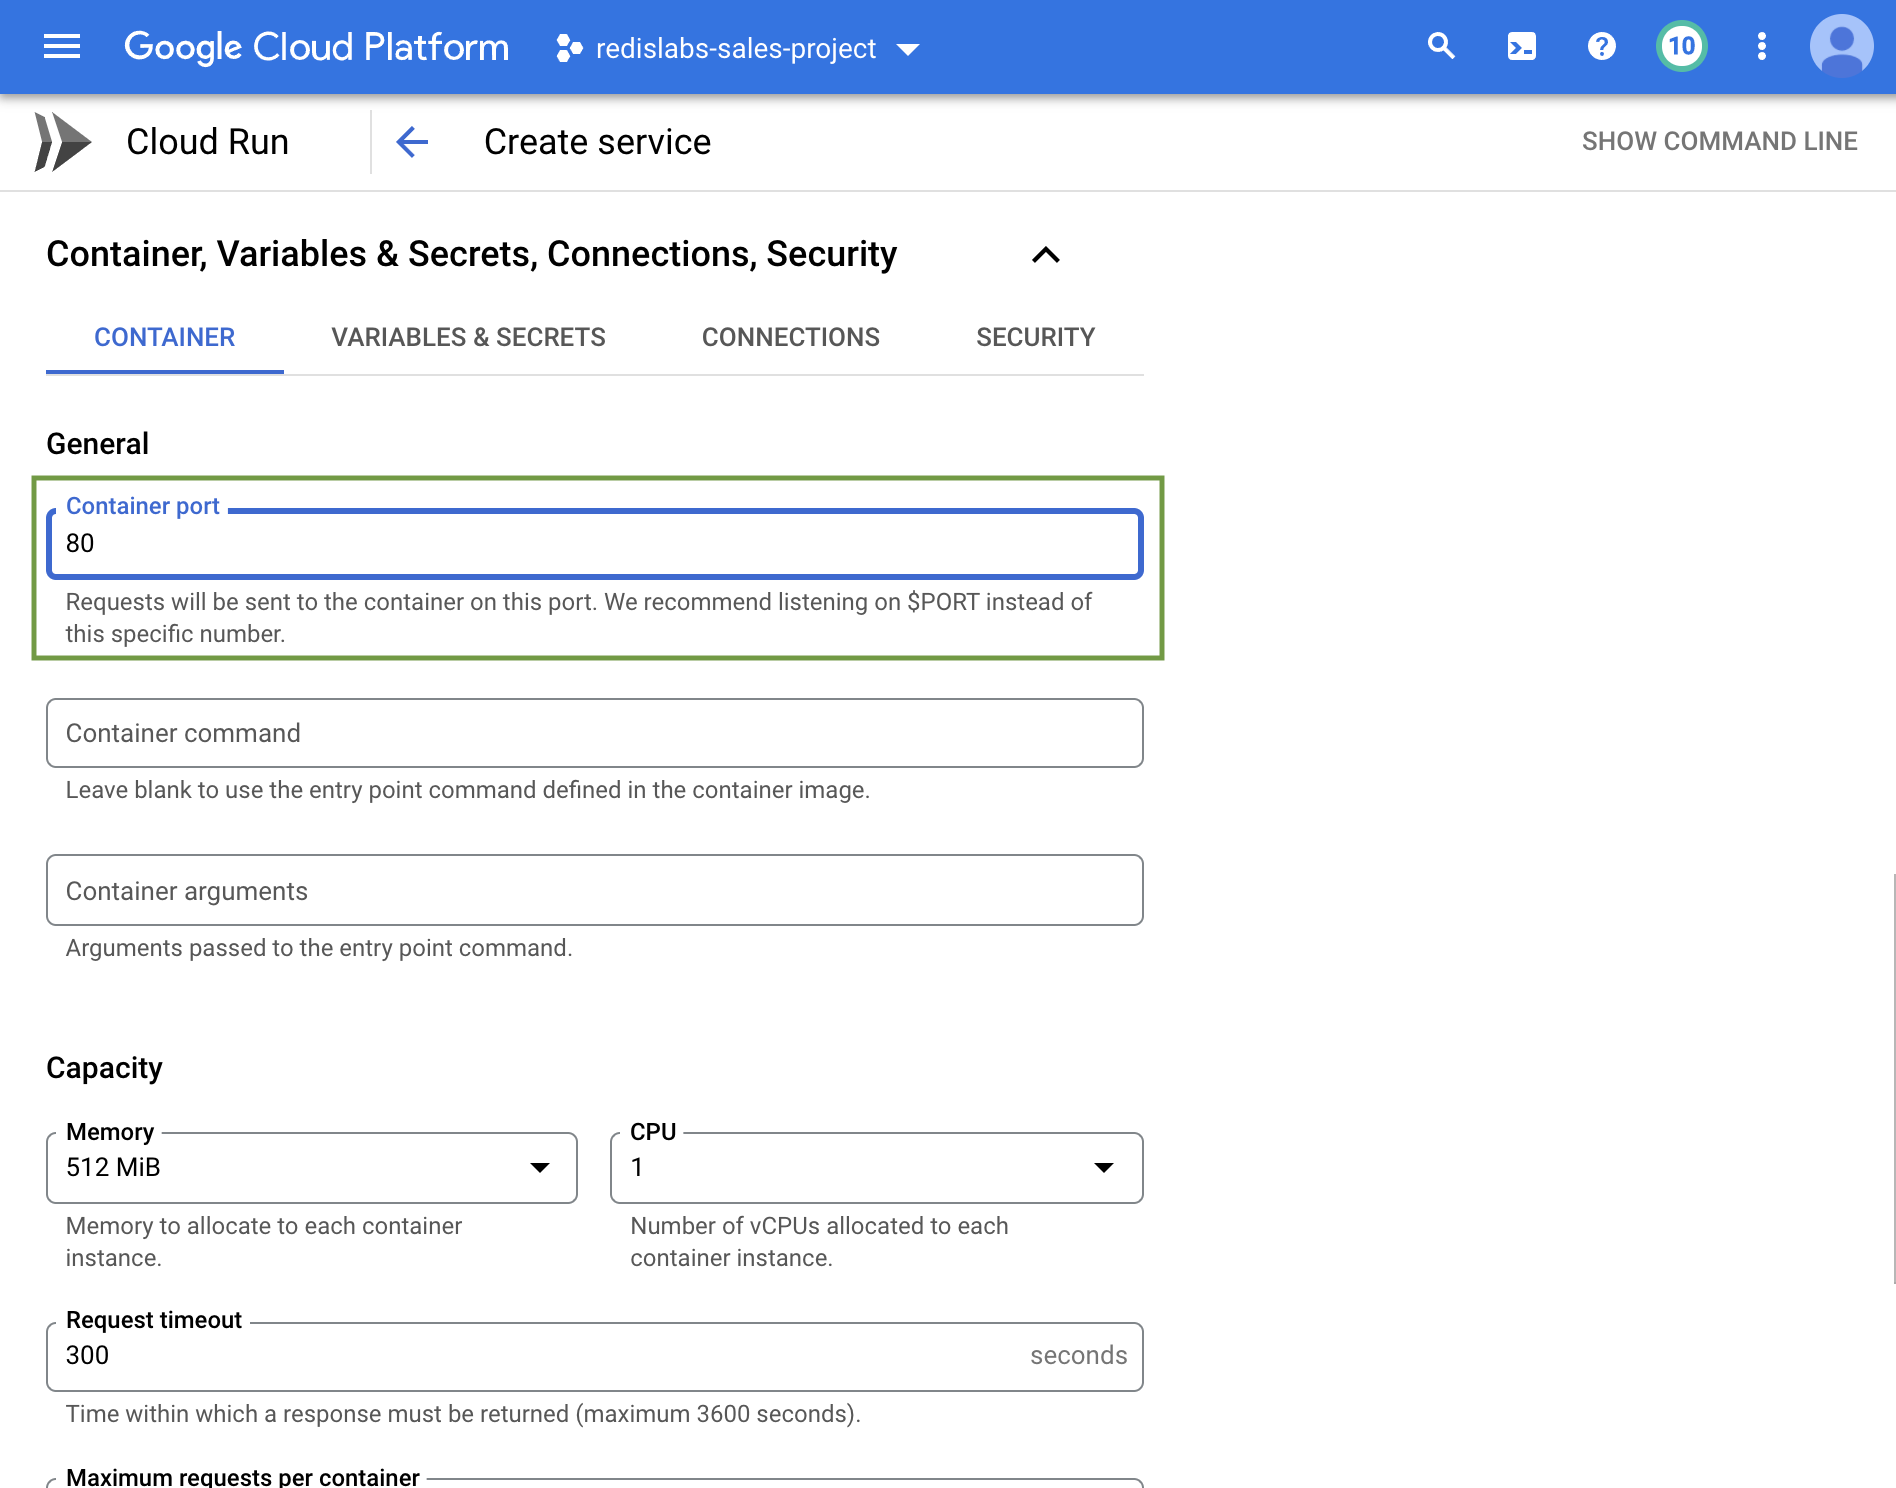 Google Cloud Platform redislabs-sales-project 10
Cloud Run Create service SHOW COMMAND LINE
Container, Variables & Secrets, Connections, Security
CONTAINER VARIABLES & SECRETS CONNECTIONS SECURITY
General
Container port
80
Requests will be sent to the container on this port. We recommend listening on $PORT instead of
this specific number.
Container command
Leave blank to use the entry point command defined in the container image.
Container arguments
Arguments passed to the entry point command.
Capacity
Memory
512 MiB
Memory to allocate to each container
instance.
CPU
1
Number of vCPUs allocated to each
container instance.
Request timeout
300 seconds
Time within which a response must be returned (maximum 3600 seconds).
Maximum requests per container